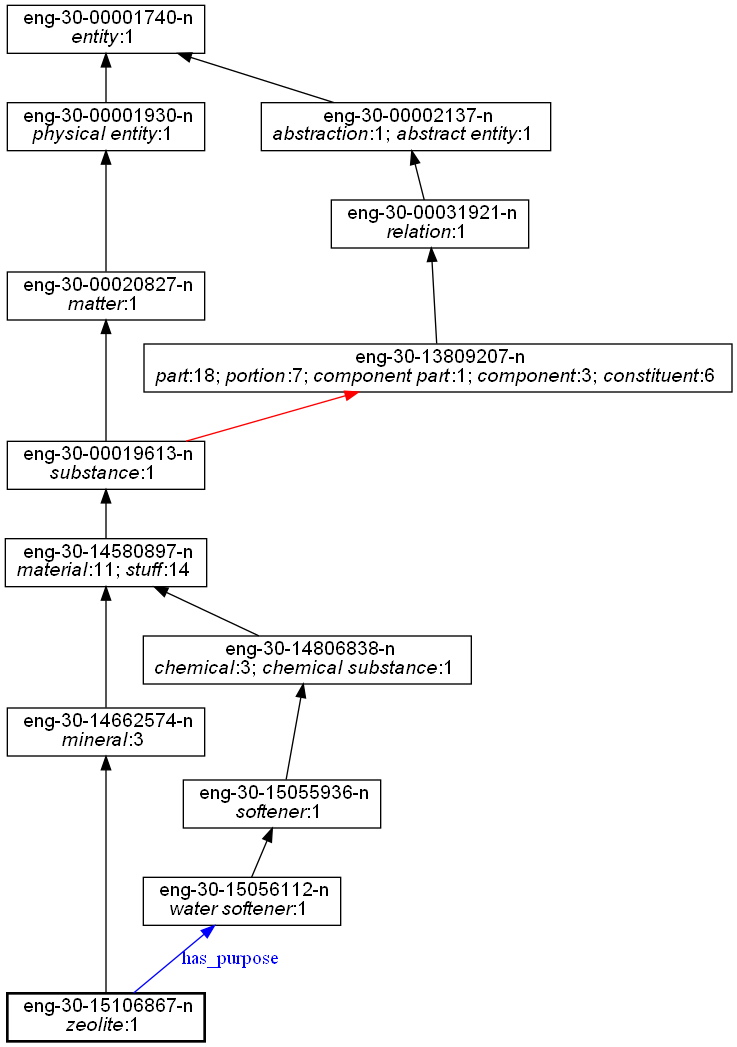 eng-30-00001740-n
entity:1
eng-30-00001930-n
physical entity:1
eng-30-00002137-n
abstraction:1; abstract entity:1
eng-30-00031921-n
relation:1
eng-30-00020827-n
matter:1
eng-30-13809207-n
part:18; portion:7; component part:1; component:3; constituent:6
eng-30-00019613-n
substance:1
eng-30-14580897-n
material:11; stuff:14
eng-30-14806838-n
chemical:3; chemical substance:1
eng-30-14662574-n
mineral:3
eng-30-15055936-n
softener:1
eng-30-15056112-n
water softener:1
has_purpose
eng-30-15106867-n
zeolite:1